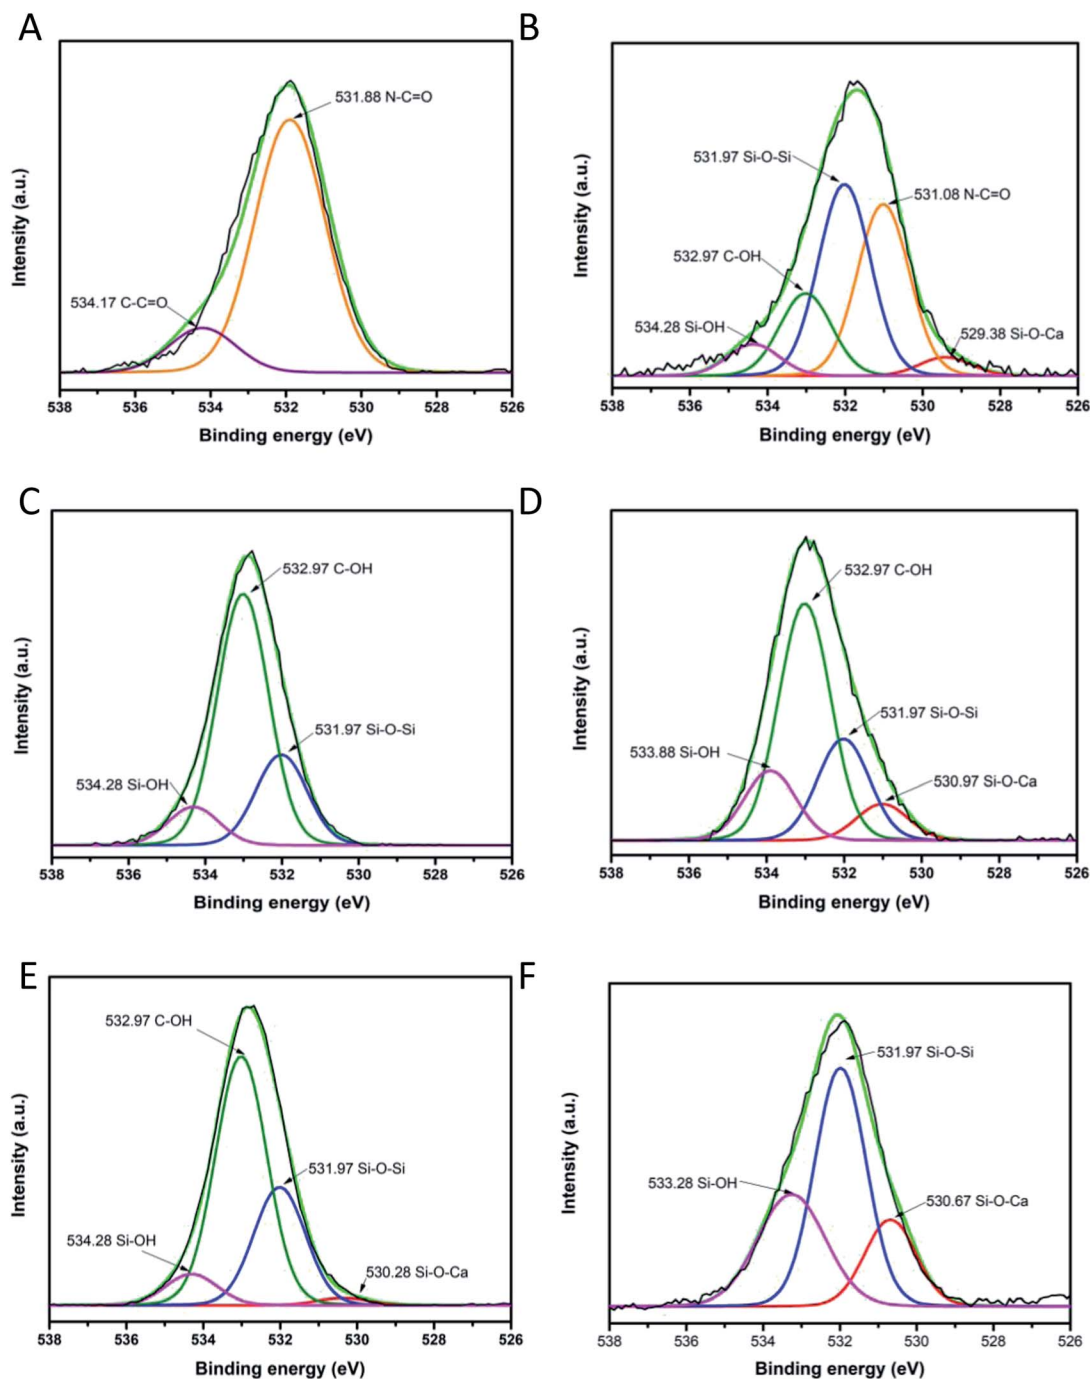 A
531.88 N-C=O
534.17 C-C=O
Intensity (a.u.)
538 536 534 532 530 528 526
Binding energy (eV)
B
531.97 Si-O-Si
531.08 N-C=O
532.97 C-OH
534.28 Si-OH
529.38 Si-O-Ca
Intensity (a.u.)
538 536 534 532 530 528 526
Binding energy (eV)
C
532.97 C-OH
531.97 Si-O-Si
534.28 Si-OH
Intensity (a.u.)
538 536 534 532 530 528 526
Binding energy (eV)
D
532.97 C-OH
531.97 Si-O-Si
533.88 Si-OH
530.97 Si-O-Ca
Intensity (a.u.)
538 536 534 532 530 528 526
Binding energy (eV)
E
532.97 C-OH
531.97 Si-O-Si
534.28 Si-OH
530.28 Si-O-Ca
Intensity (a.u.)
538 536 534 532 530 528 526
Binding energy (eV)
F
531.97 Si-O-Si
533.28 Si-OH
530.67 Si-O-Ca
Intensity (a.u.)
538 536 534 532 530 528 526
Binding energy (eV)